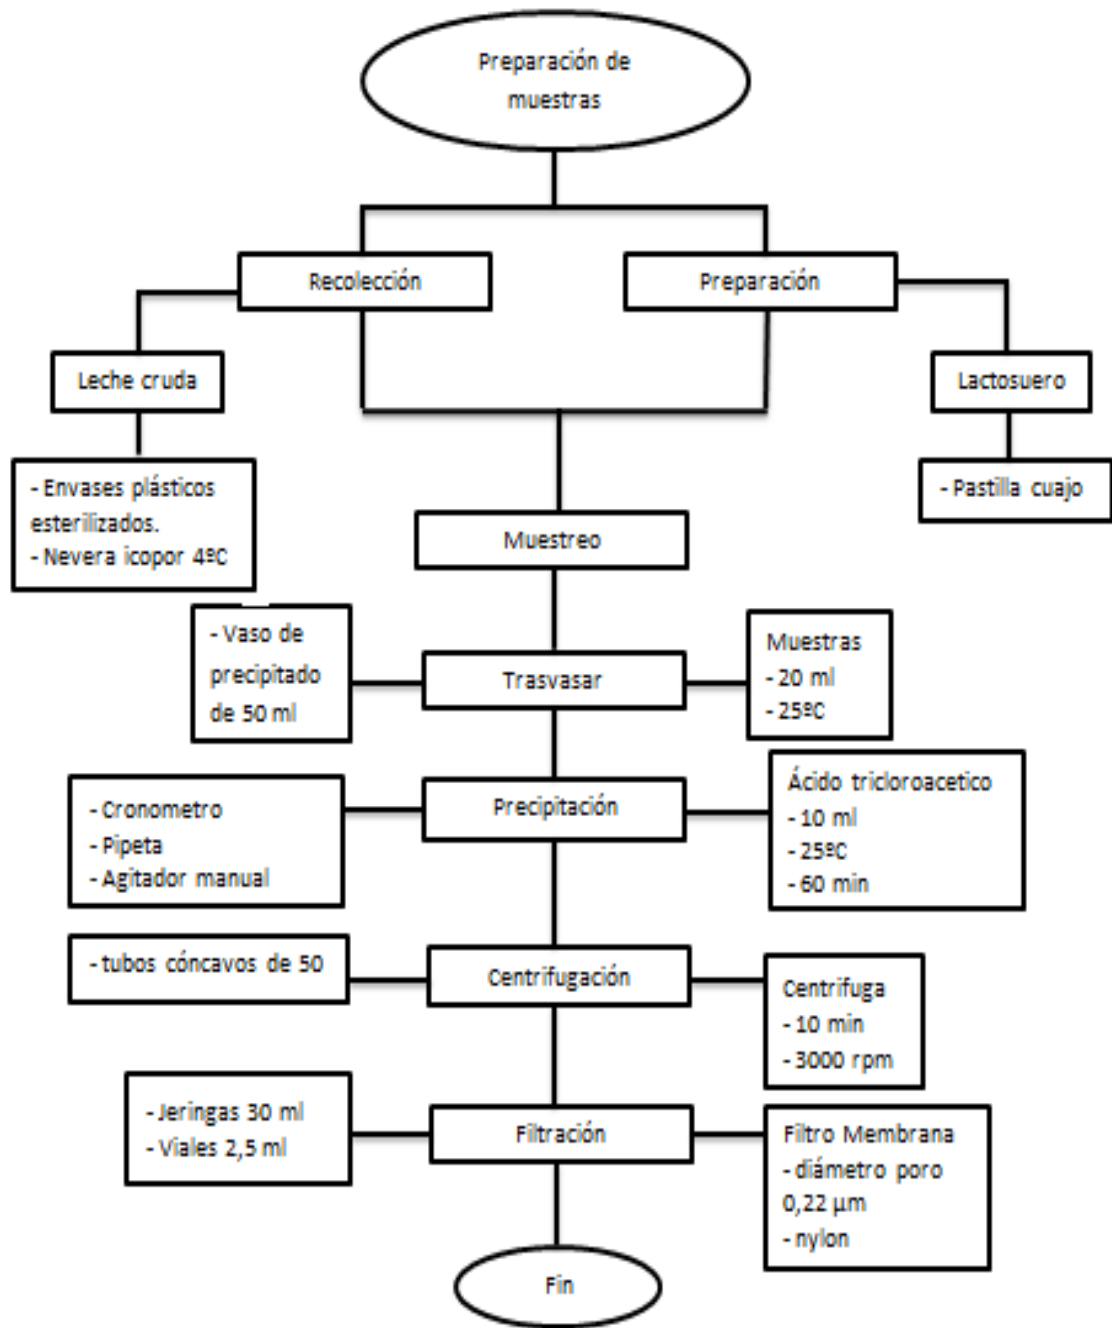 Preparación de
muestras
Recolección
Preparación
Leche cruda
Lactosuero
- Envases plásticos
esterilizados.
- Nevera icopor 4ºC
- Pastilla cuajo
Muestreo
- Vaso de
precipitado
de 50 ml
Trasvasar
Muestras
- 20 ml
- 25ºC
- Cronometro
- Pipeta
- Agitador manual
Precipitación
Ácido tricloroacetico
- 10 ml
- 25ºC
- 60 min
- tubos cóncavos de 50
Centrifugación
Centrifuga
- 10 min
- 3000 rpm
- Jeringas 30 ml
- Viales 2,5 ml
Filtración
Filtro Membrana
- diámetro poro
0,22 µm
- nylon
Fin